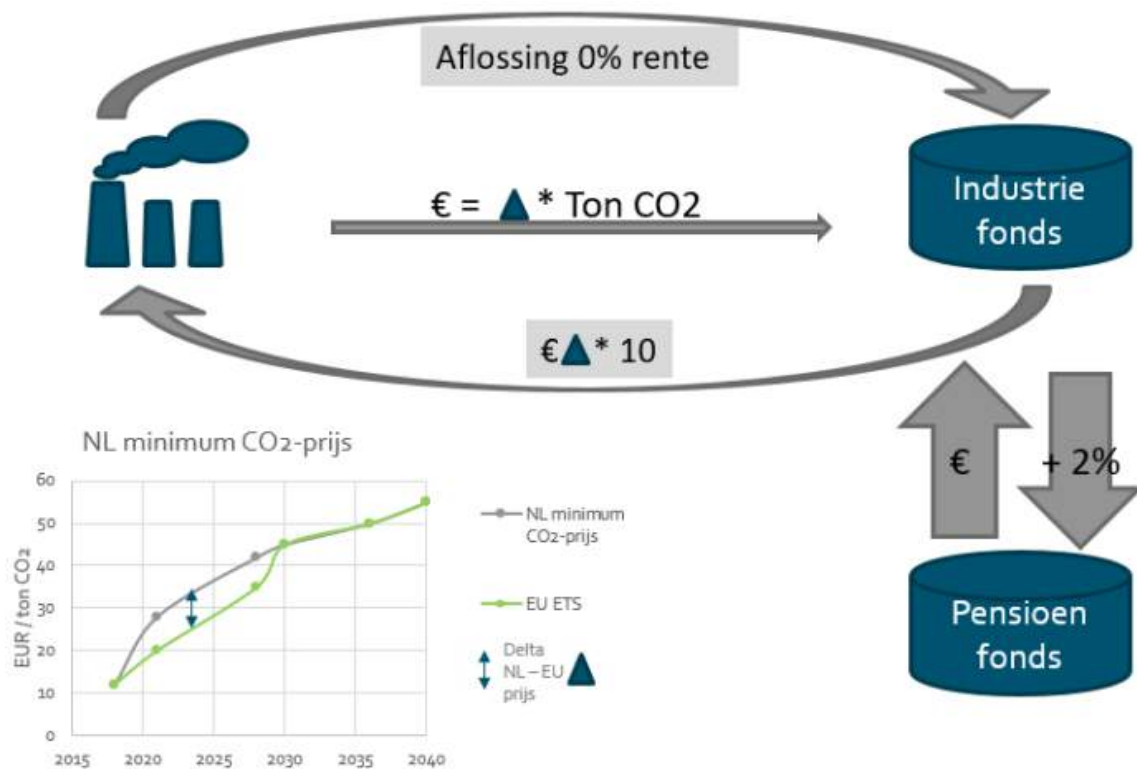 Aflossing 0% rente
Industrie
fonds
€ = * Ton CO2
€ * 10
€
+ 2%
Pensioen
fonds
NL minimum CO2-prijs
EUR / ton CO2
60
50
40
30
20
10
0
2015 2020 2025 2030 2035 2040
NL minimum
CO2-prijs
EU ETS
Delta
NL – EU
prijs